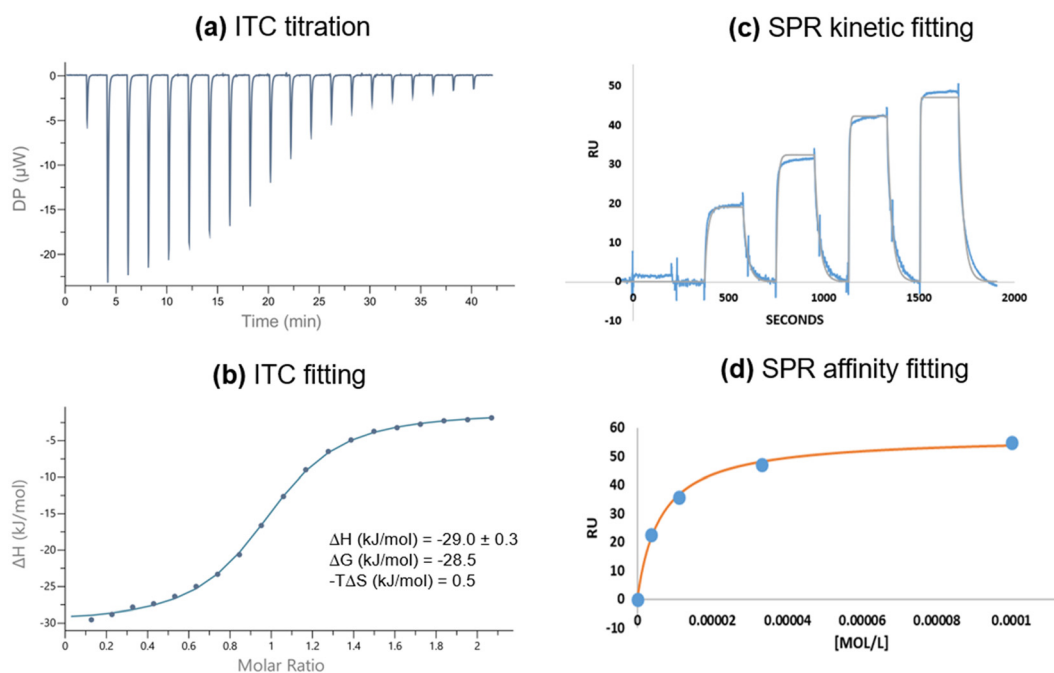 (a) ITC titration
0
-5
-10
-15
-20
DP (µW)
0 5 10 15 20 25 30 35 40
Time (min)
(c) SPR kinetic fitting
60
50
40
30
20
10
0
-10
RU
0 500 1000 1500 2000
SECONDS
(b) ITC fitting
-5
-10
-15
-20
-25
-30
ΔH (kJ/mol)
ΔH (kJ/mol) = -29.0 ± 0.3
ΔG (kJ/mol) = -28.5
-TΔS (kJ/mol) = 0.5
0 0.2 0.4 0.6 0.8 1 1.2 1.4 1.6 1.8 2
Molar Ratio
(d) SPR affinity fitting
60
50
40
30
20
10
0
-10
RU
0 0.00002 0.00004 0.00006 0.00008 0.0001
[MOL/L]